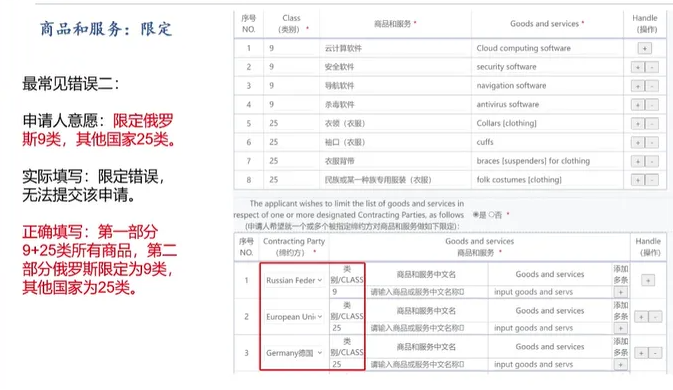 商品和服务：限定
最常见错误二：
申请人意愿：限定俄罗
斯9类，其他国家25类。
实际填写：限定错误，
无法提交该申请。
正确填写：第一部分
9+25类所有商品，第二
部分俄罗斯限定为9类，
其他国家为25类。
序号 NO. Class （类别） * 商品和服务 * Goods and services * Handle (操作)
1 9 云计算软件 Cloud computing software +
2 9 安全软件 security software + -
3 9 导航软件 navigation software + -
4 9 杀毒软件 antivirus software + -
5 25 衣领（衣服） Collars [clothing] + -
6 25 袖口（衣服） cuffs + -
7 25 衣服背带 braces [suspenders] for clothing + -
8 25 民族或某一种族专用服装（衣服） folk costumes [clothing] + -
The applicant wishes to limit the list of goods and services in
respect of one or more designated Contracting Parties, as follows 是 否 *
(申请人希望就一个或多个被指定缔约方对商品和服务做如下限定):
序号 NO. Contracting Party （缔约方） * Goods and services 商品和服务 * Handle (操作)
1 Russian Feder 类别/CLASS 商品和服务中文名 Goods and services 添加多条 +
9 请输入商品或服务中文名称 input goods and servs +
2 European Uni 类别/CLASS 商品和服务中文名 Goods and services 添加多条 + -
25 请输入商品或服务中文名称 input goods and servs +
3 Germany德国 类别/CLASS 商品和服务中文名 Goods and services 添加多条 + -
25 请输入商品或服务中文名称 input goods and servs +